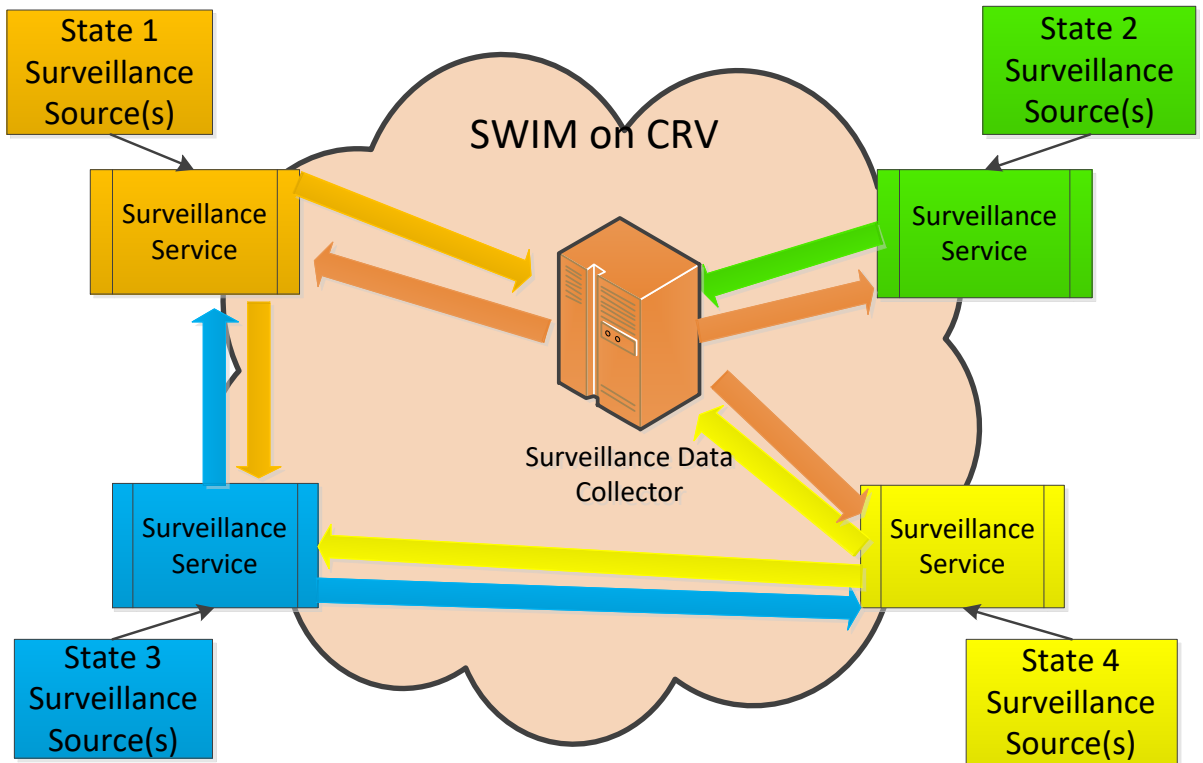 State 1
Surveillance
Source(s)
State 2
Surveillance
Source(s)
SWIM on CRV
Surveillance
Service
Surveillance
Service
Surveillance Data
Collector
Surveillance
Service
Surveillance
Service
State 3
Surveillance
Source(s)
State 4
Surveillance
Source(s)